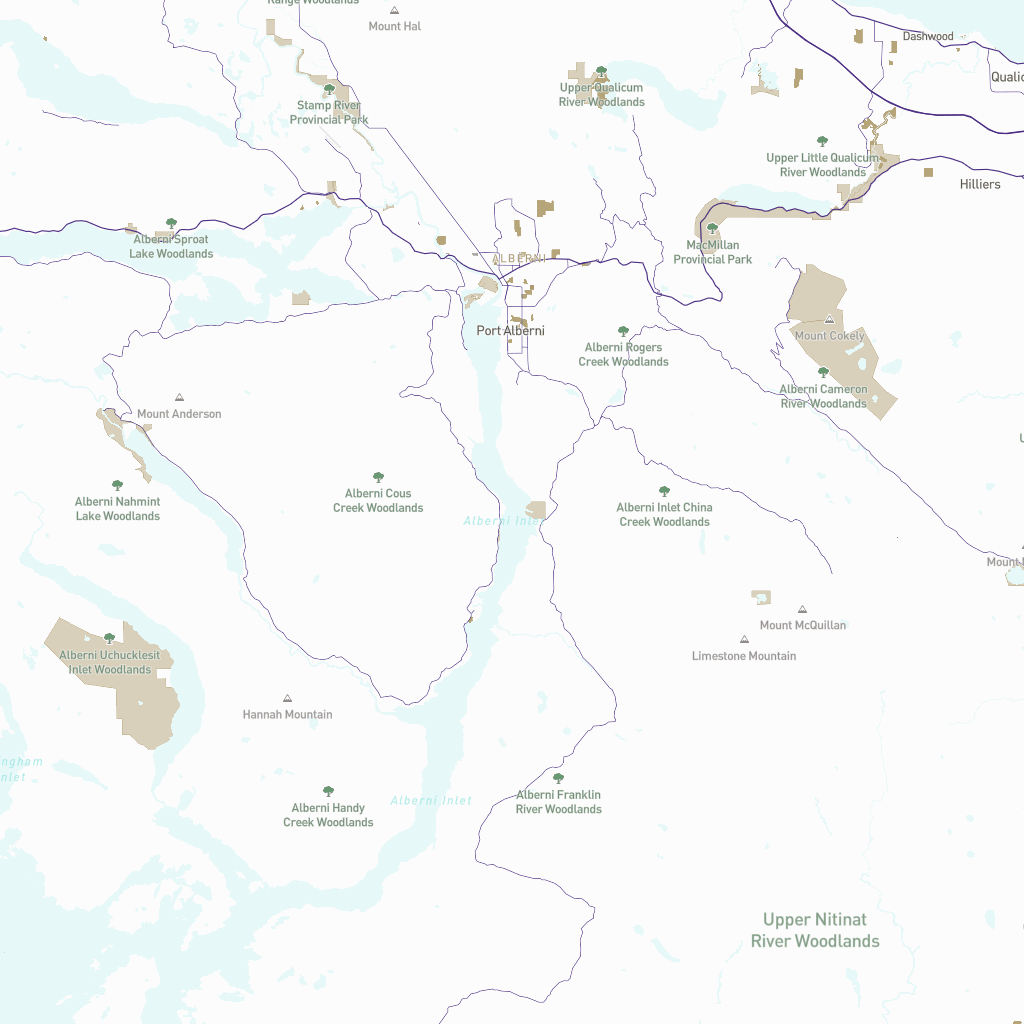 Range Woodlands
Mount Hal
Dashwood
Stamp River
Provincial Park
Upper Qualicum
River Woodlands
Upper Little Qualicum
River Woodlands
Hilliers
Alberni Sproat
Lake Woodlands
MacMillan
Provincial Park
ALBERNI
Port Alberni
Alberni Rogers
Creek Woodlands
Mount Cokely
Alberni Cameron
River Woodlands
Mount Anderson
Alberni Nahmint
Lake Woodlands
Alberni Cous
Creek Woodlands
Alberni Inlet China
Creek Woodlands
Alberni Inlet
Mount
Mount McQuillan
Limestone Mountain
Alberni Uchucklesit
Inlet Woodlands
Hannah Mountain
Alberni Inlet
Alberni Handy
Creek Woodlands
Alberni Franklin
River Woodlands
Upper Nitinat
River Woodlands